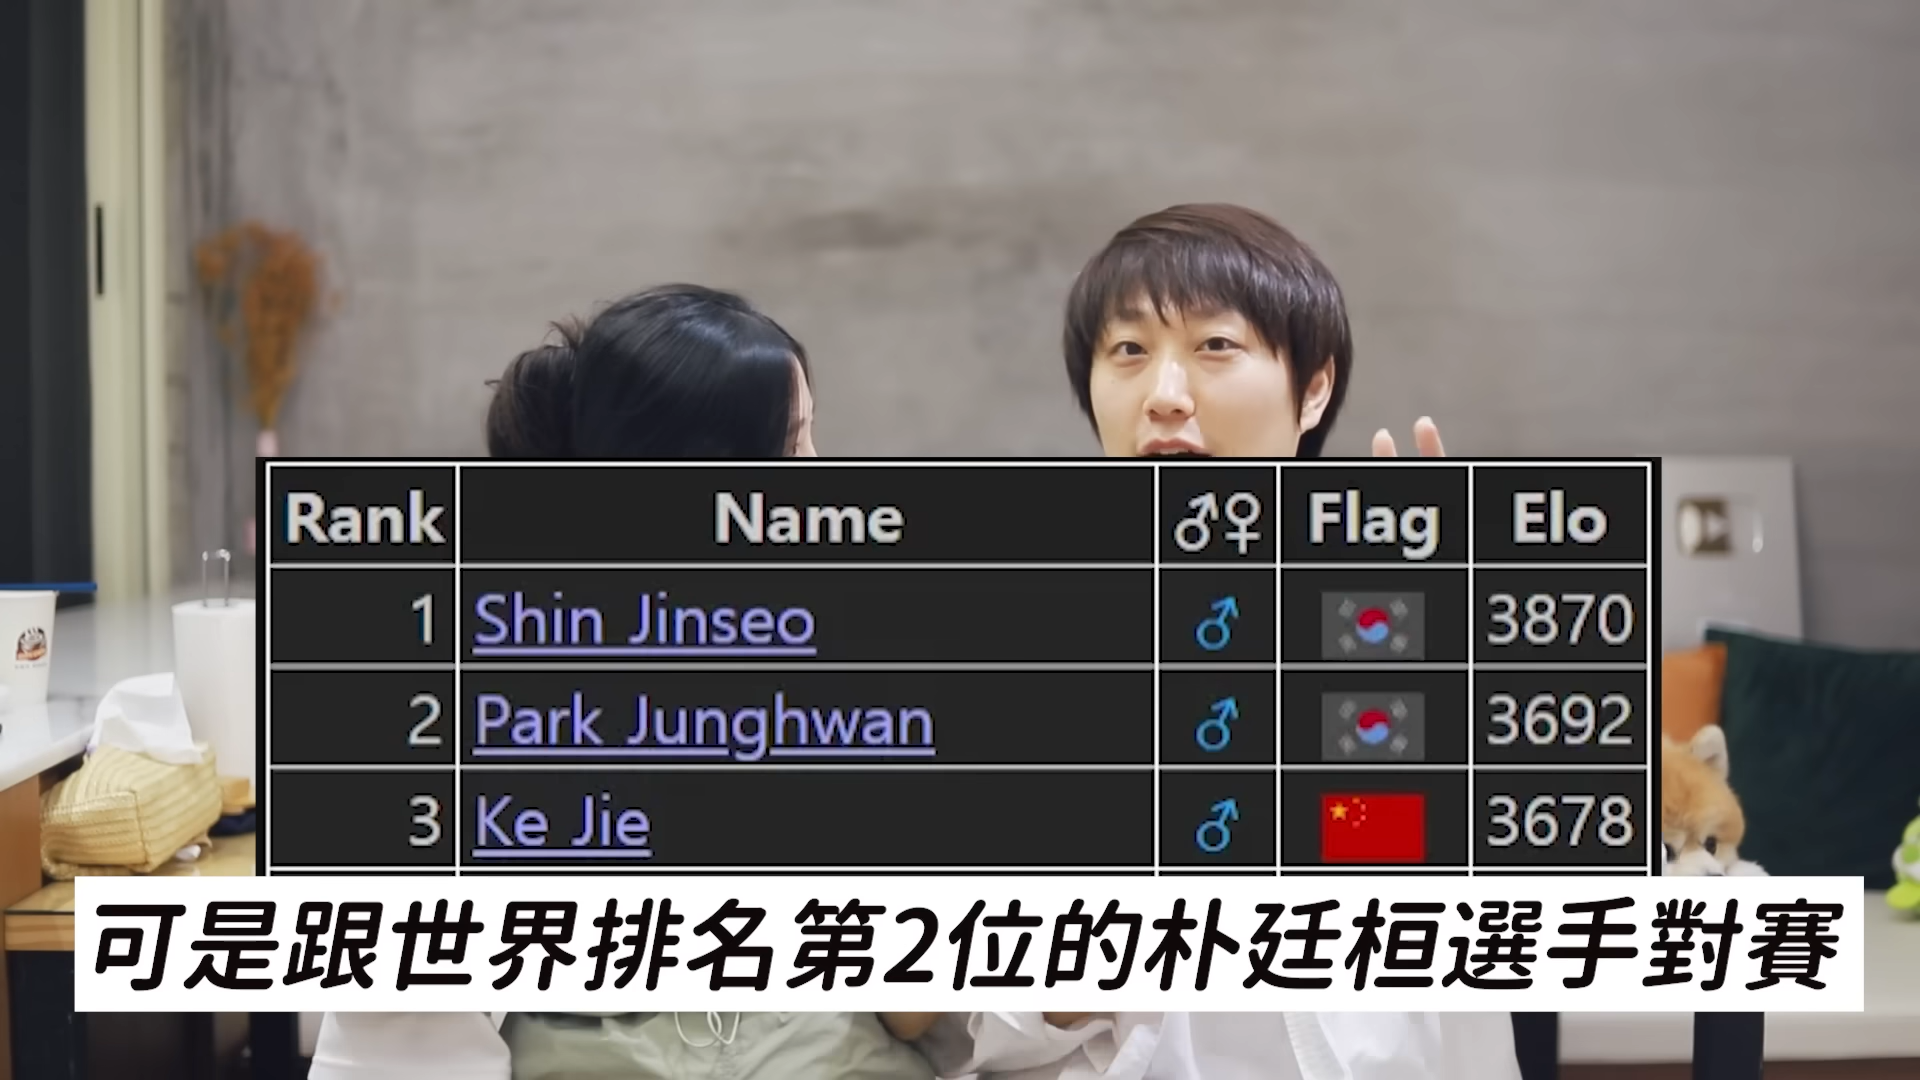 Rank Name ♂♀ Flag Elo
1 Shin Jinseo ♂ 3870
2 Park Junghwan ♂ 3692
3 Ke Jie ♂ 3678
可是跟世界排名第2位的朴廷桓選手對賽